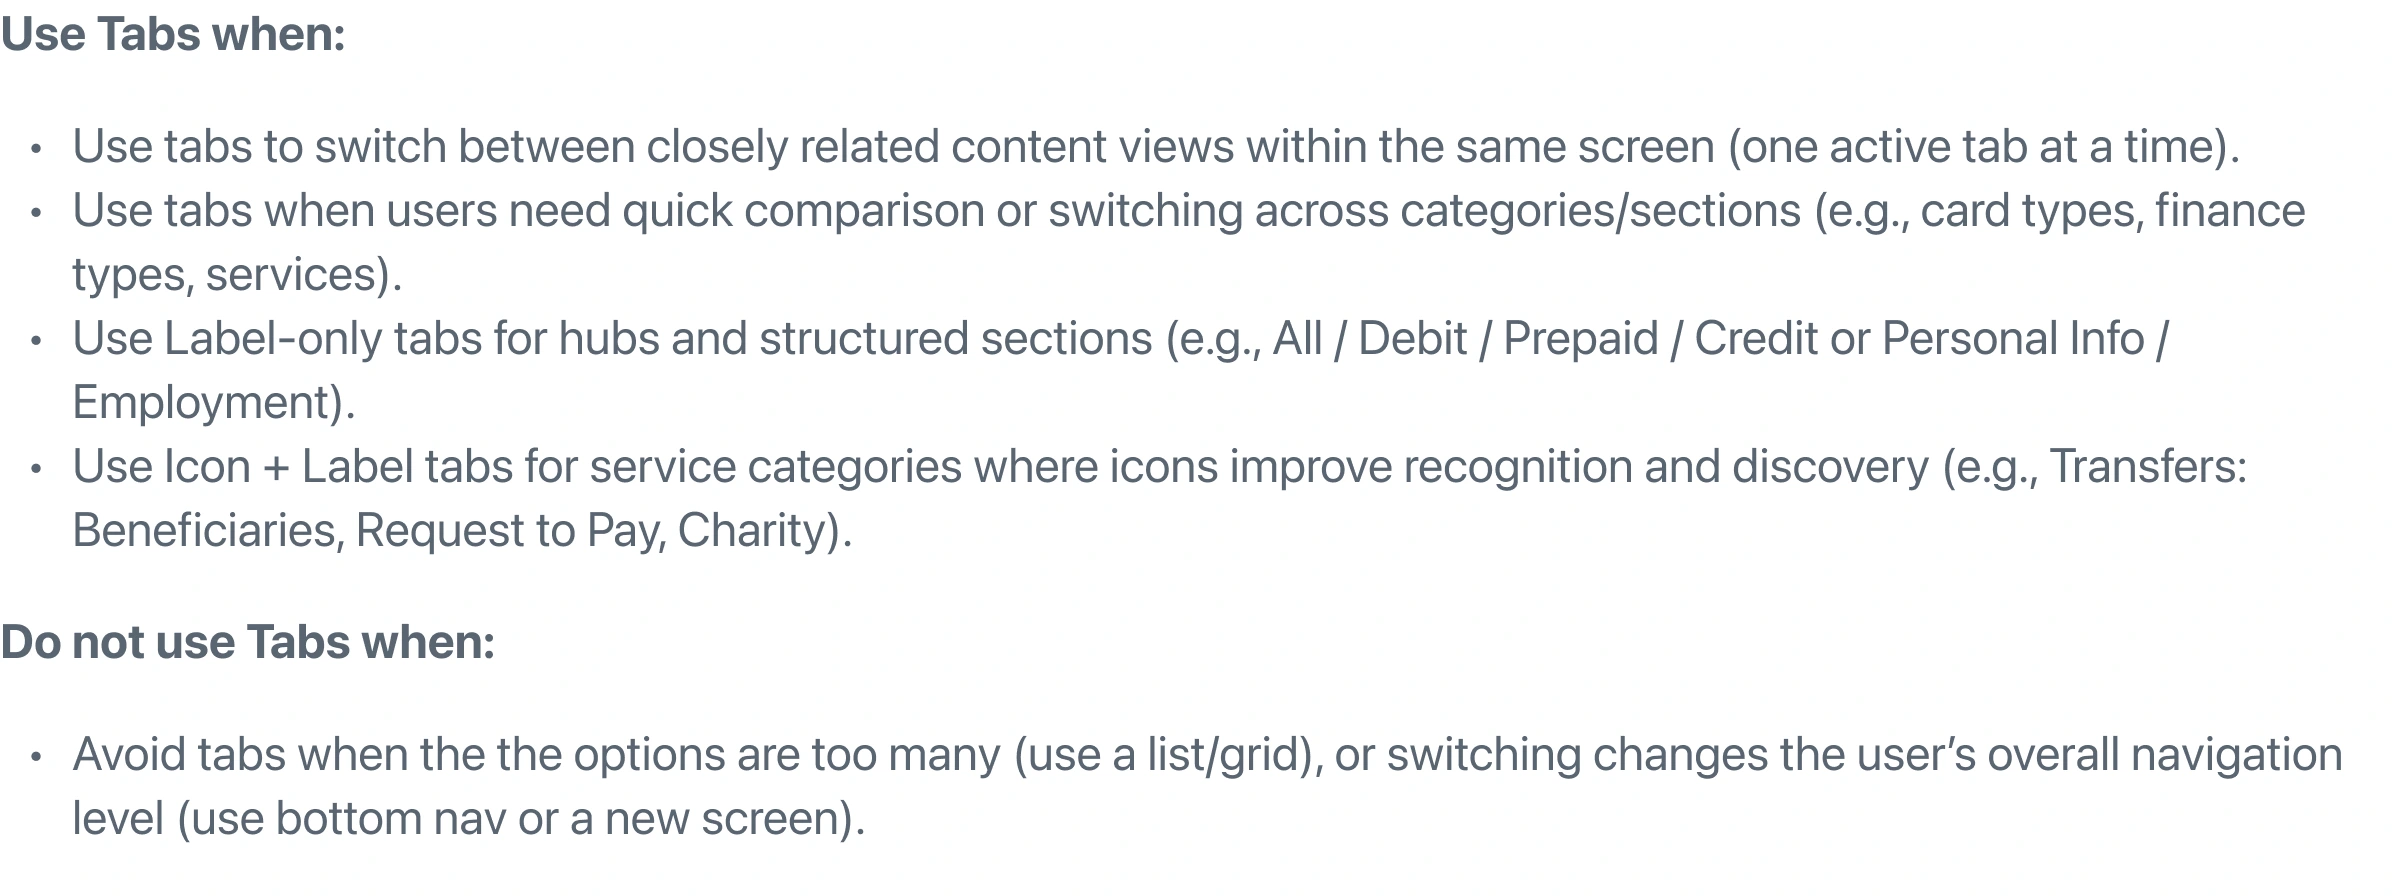 Use Tabs when:
• Use tabs to switch between closely related content views within the same screen (one active tab at a time).
• Use tabs when users need quick comparison or switching across categories/sections (e.g., card types, finance
types, services).
• Use Label-only tabs for hubs and structured sections (e.g., All / Debit / Prepaid / Credit or Personal Info /
Employment).
• Use Icon + Label tabs for service categories where icons improve recognition and discovery (e.g., Transfers:
Beneficiaries, Request to Pay, Charity).
Do not use Tabs when:
• Avoid tabs when the the options are too many (use a list/grid), or switching changes the user’s overall navigation
level (use bottom nav or a new screen).